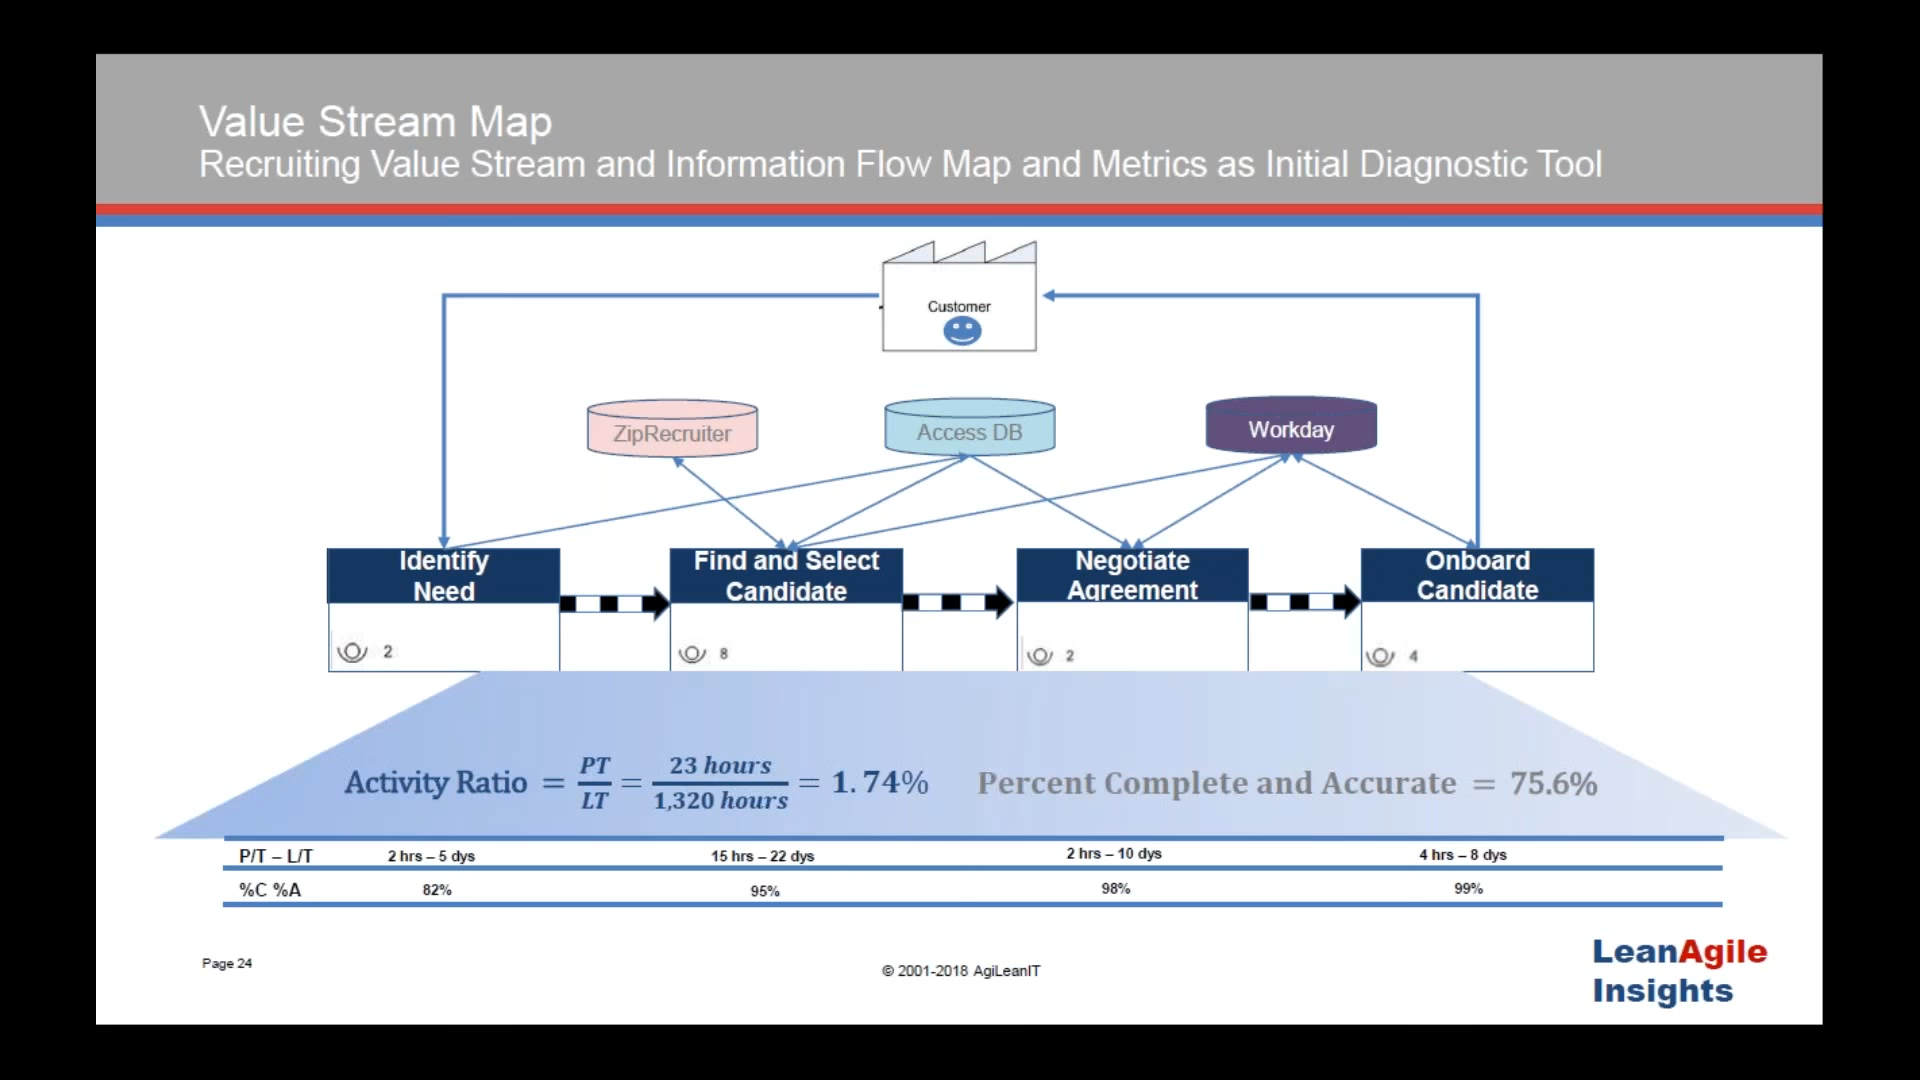 Value Stream Map
Recruiting Value Stream and Information Flow Map and Metrics as Initial Diagnostic Tool
Customer
ZipRecruiter
Access DB
Workday
Identify
Need
Find and Select
Candidate
Negotiate
Agreement
Onboard
Candidate
2
8
2
4
Activity Ratio = PT/LT = 23 hours/1,320 hours = 1.74%
Percent Complete and Accurate = 75.6%
P/T – L/T 2 hrs – 5 dys 15 hrs – 22 dys 2 hrs – 10 dys 4 hrs – 8 dys
%C %A 82% 95% 98% 99%
Page 24
© 2001-2018 AgiLeanIT
LeanAgile
Insights